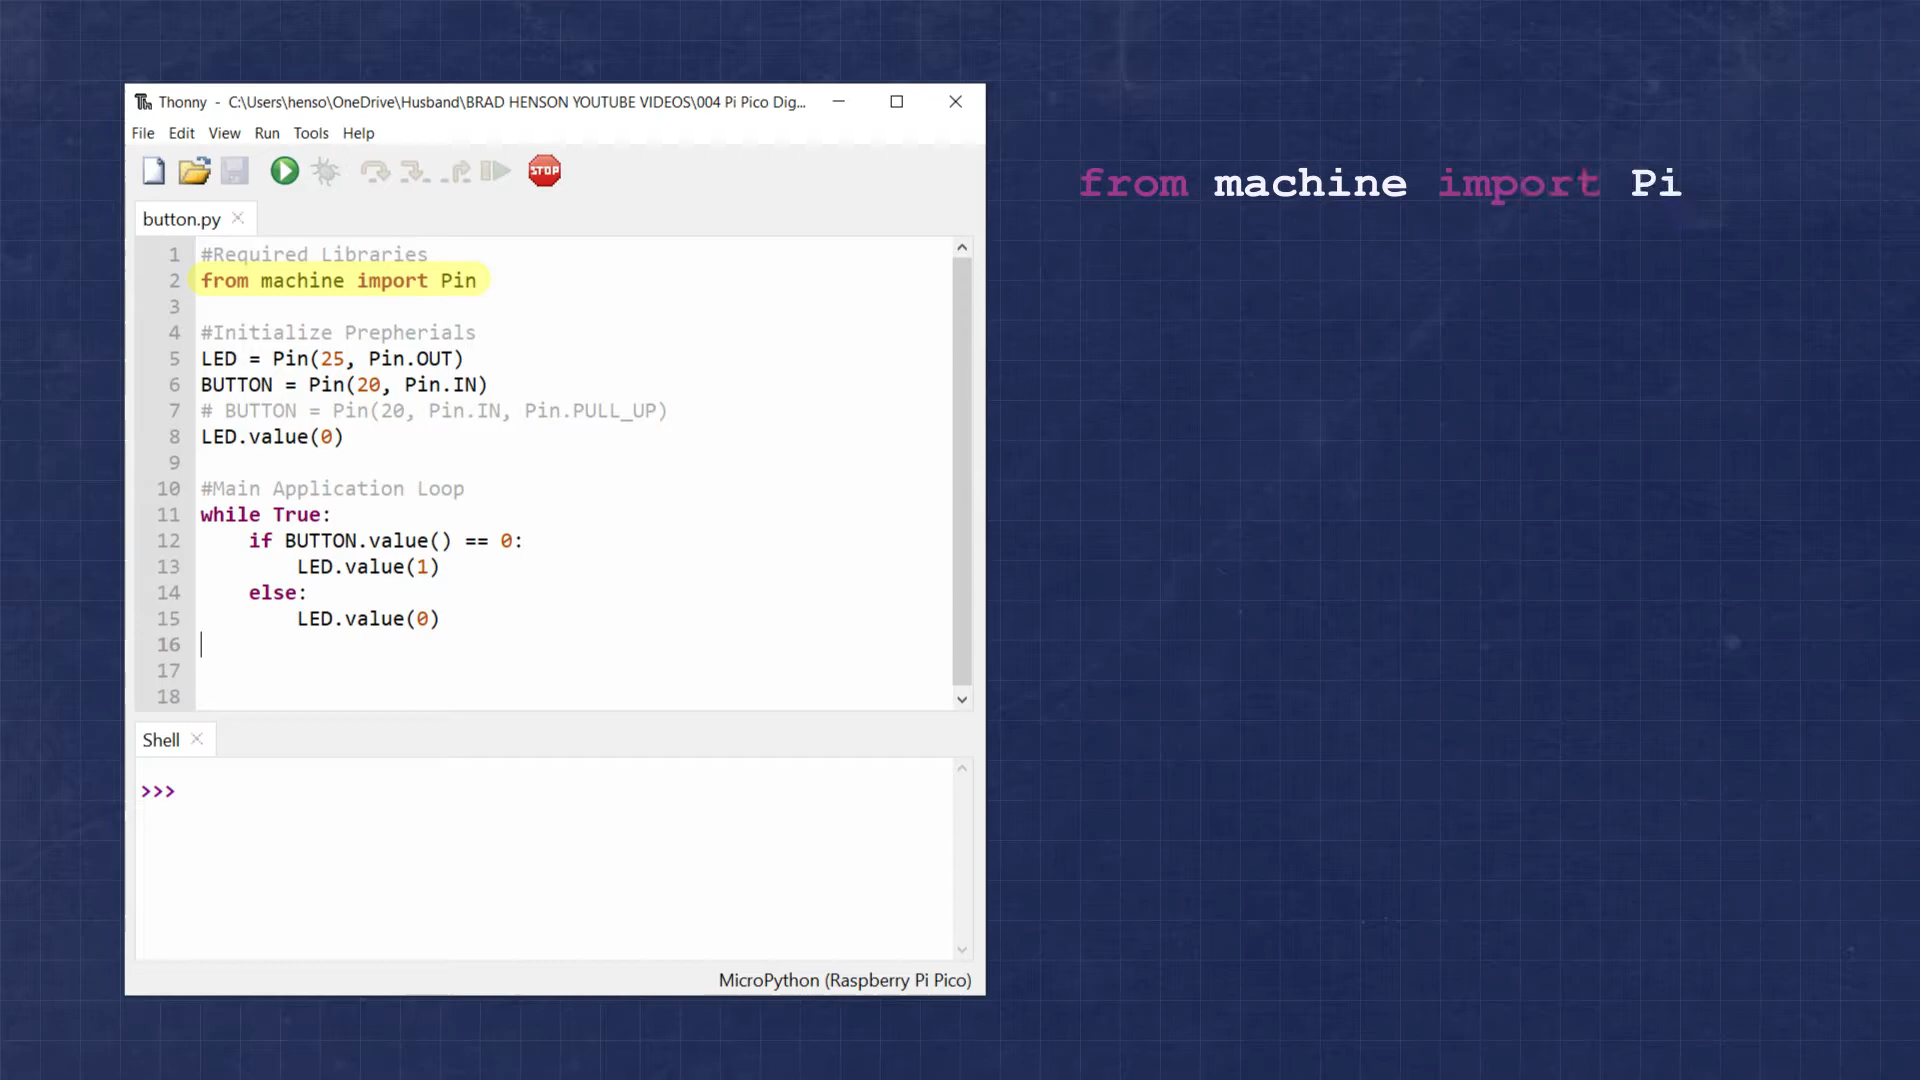 Thonny - C:\Users\henso\OneDrive\Husband\BRAD HENSON YOUTUBE VIDEOS\004 Pi Pico Dig...
File Edit View Run Tools Help
STOP
button.py
1 #Required Libraries
2 from machine import Pin
3
4 #Initialize Prepherials
5 LED = Pin(25, Pin.OUT)
6 BUTTON = Pin(20, Pin.IN)
7 # BUTTON = Pin(20, Pin.IN, Pin.PULL_UP)
8 LED.value(0)
9
10 #Main Application Loop
11 while True:
12     if BUTTON.value() == 0:
13         LED.value(1)
14     else:
15         LED.value(0)
16
17
18
Shell
>>>
MicroPython (Raspberry Pi Pico)
from machine import Pi